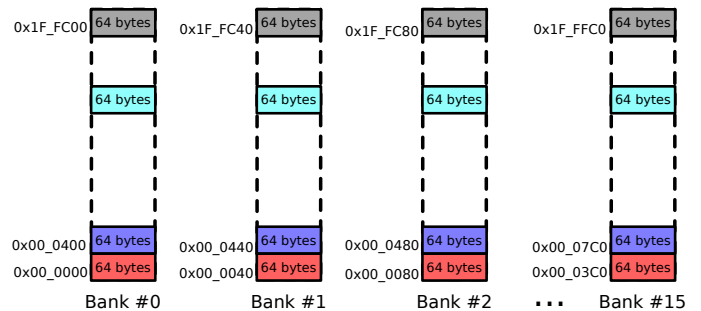 0x1F_FC00 64 bytes 0x1F_FC40 64 bytes 0x1F_FC80 64 bytes 0x1F_FFC0 64 bytes
64 bytes 64 bytes 64 bytes 64 bytes
0x00_0400 64 bytes 0x00_0440 64 bytes 0x00_0480 64 bytes 0x00_07C0 64 bytes
0x00_0000 64 bytes 0x00_0040 64 bytes 0x00_0080 64 bytes 0x00_03C0 64 bytes
Bank #0 Bank #1 Bank #2 ... Bank #15